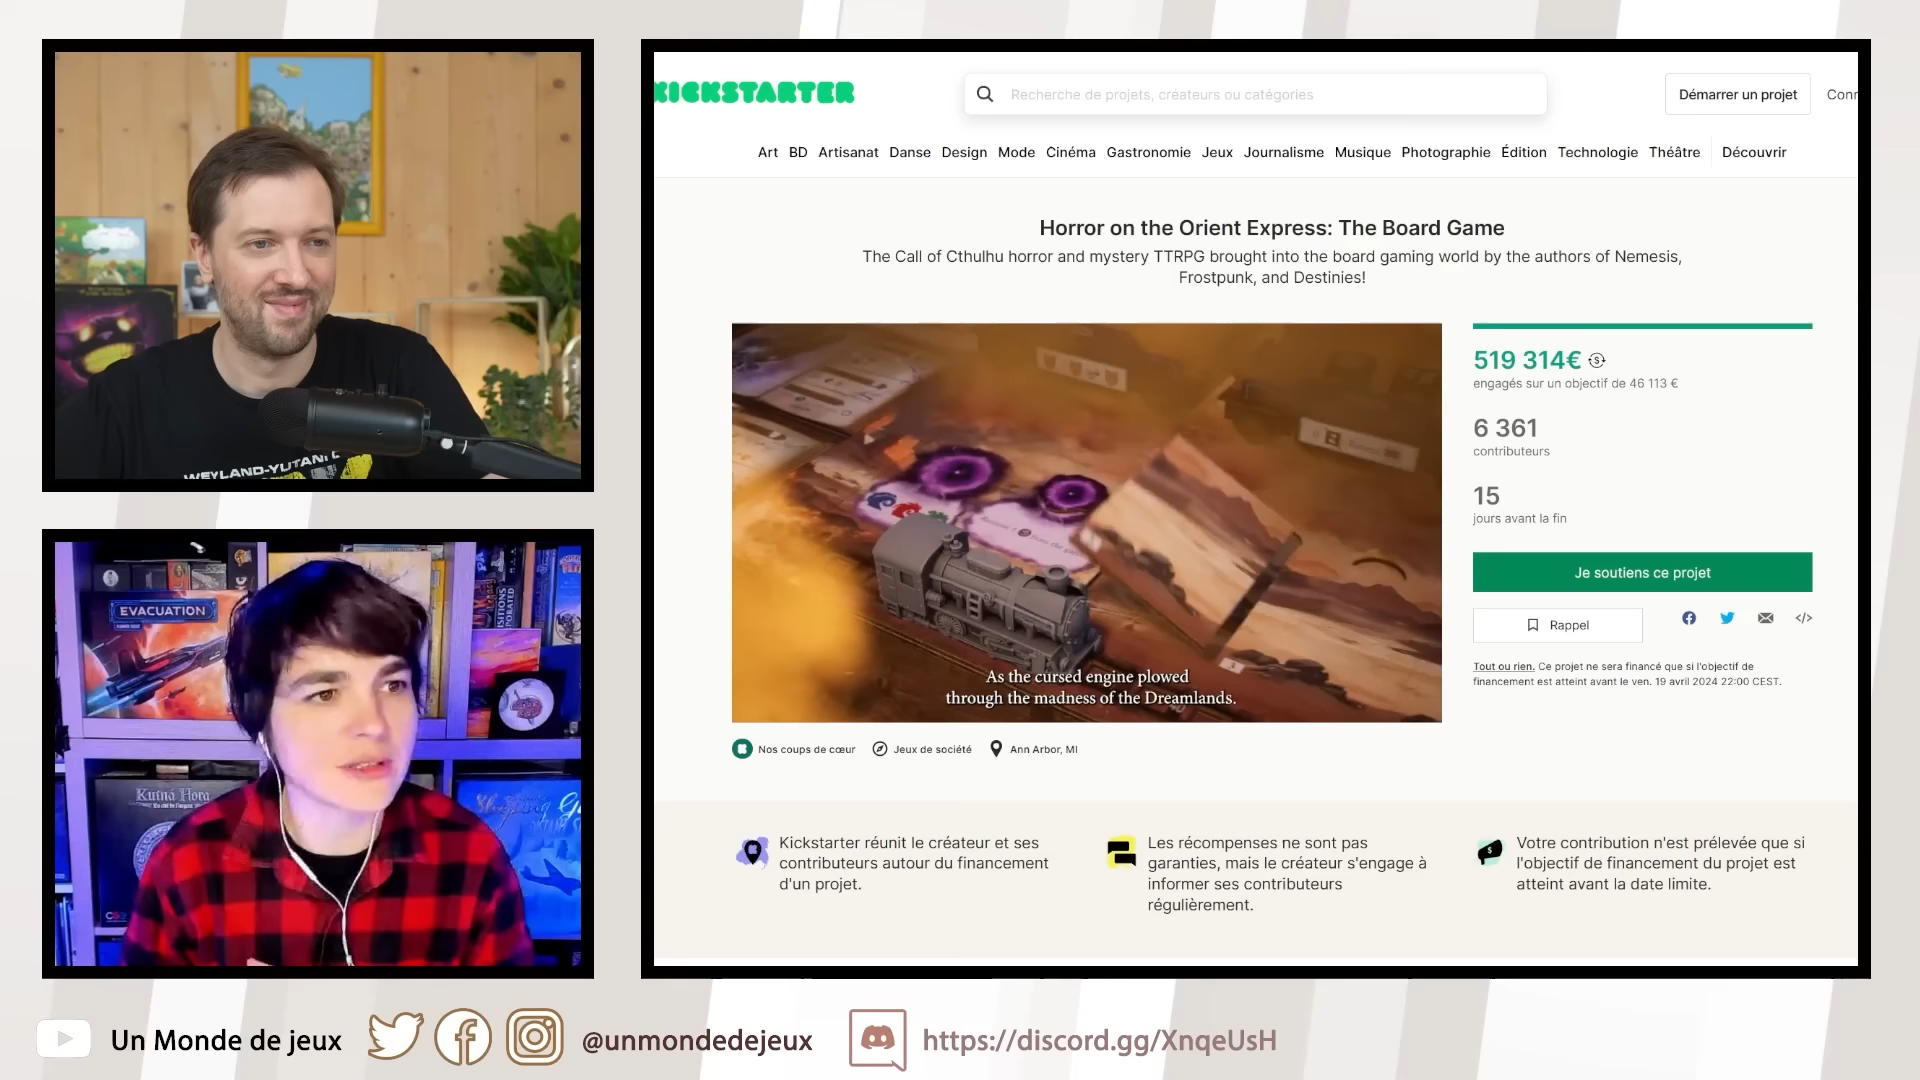 WEYLAND-YUTANI C
EVACUATION
Kutná Hora
CGE
KICKSTARTER
Recherche de projets, créateurs ou catégories
Démarrer un projet
Conn
Art BD Artisanat Danse Design Mode Cinéma Gastronomie Jeux Journalisme Musique Photographie Édition Technologie Théâtre Découvrir
Horror on the Orient Express: The Board Game
The Call of Cthulhu horror and mystery TTRPG brought into the board gaming world by the authors of Nemesis,
Frostpunk, and Destinies!
As the cursed engine plowed
through the madness of the Dreamlands.
519 314€
engagés sur un objectif de 46 113 €
6 361
contributeurs
15
jours avant la fin
Je soutiens ce projet
Rappel
Tout ou rien. Ce projet ne sera financé que si l'objectif de
financement est atteint avant le ven. 19 avril 2024 22:00 CEST.
Nos coups de cœur Jeux de société Ann Arbor, MI
Kickstarter réunit le créateur et ses
contributeurs autour du financement
d'un projet.
Les récompenses ne sont pas
garanties, mais le créateur s'engage à
informer ses contributeurs
régulièrement.
Votre contribution n'est prélevée que si
l'objectif de financement du projet est
atteint avant la date limite.
Un Monde de jeux @unmondedejeux https://discord.gg/XnqeUsH